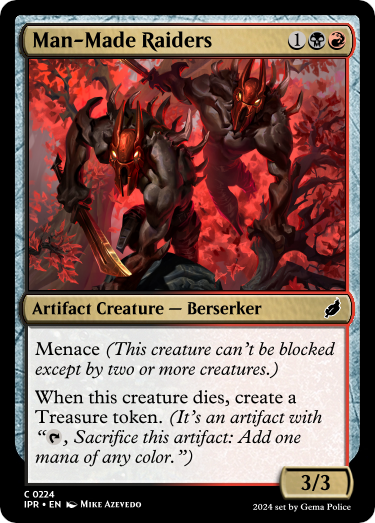 Man-Made Raiders 1
Artifact Creature — Berserker
Menace (This creature can't be blocked
except by two or more creatures.)
When this creature dies, create a
Treasure token. (It's an artifact with
“, Sacrifice this artifact: Add one
mana of any color.”)
3/3
C 0224
IPR • EN Mike Azevedo
2024 set by Gema Police